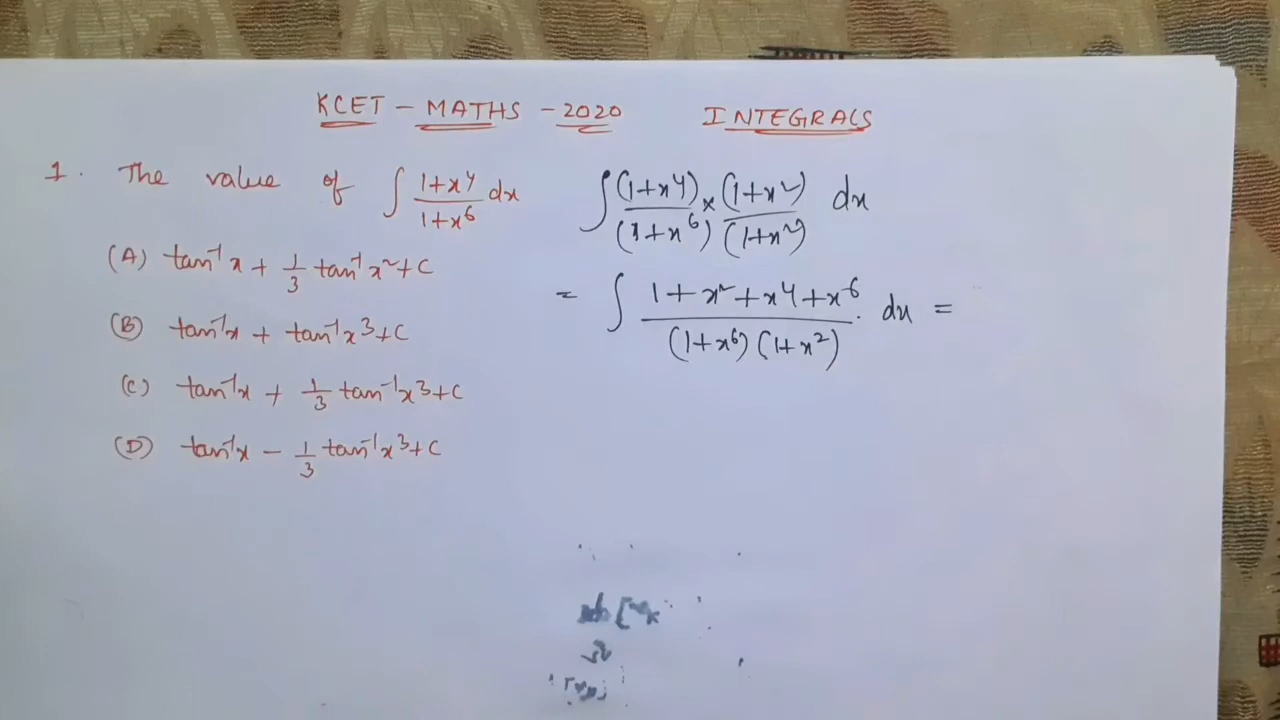 KCET - MATHS - 2020 INTEGRALS
1. The value of ∫ (1+x⁴)/(1+x⁶) dx
(A) tan⁻¹x + 1/3 tan⁻¹x² + C
(B) tan⁻¹x + tan⁻¹x³ + C
(C) tan⁻¹x + 1/3 tan⁻¹x³ + C
(D) tan⁻¹x - 1/3 tan⁻¹x³ + C
∫ (1+x⁴)/(1+x⁶) × (1+x²)/(1+x²) dx
= ∫ (1+x²+x⁴+x⁶)/((1+x⁶)(1+x²)) . dx =